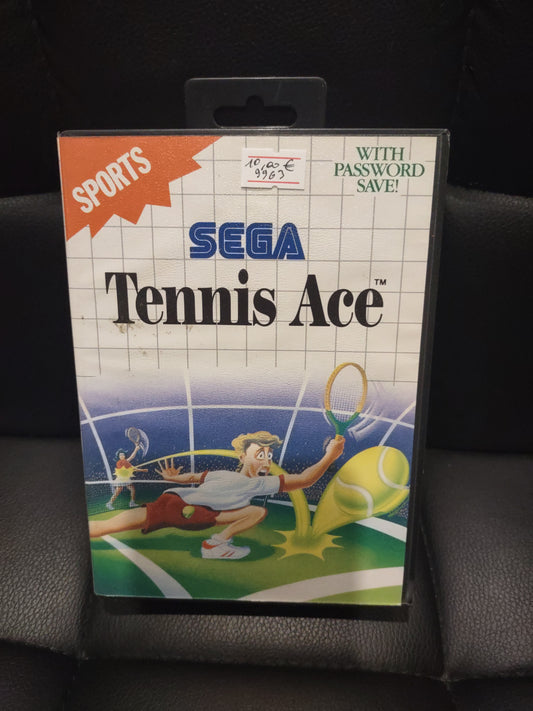 SPORTS
10,00 €
9963
WITH
PASSWORD
SAVE!
SEGA
Tennis Ace™